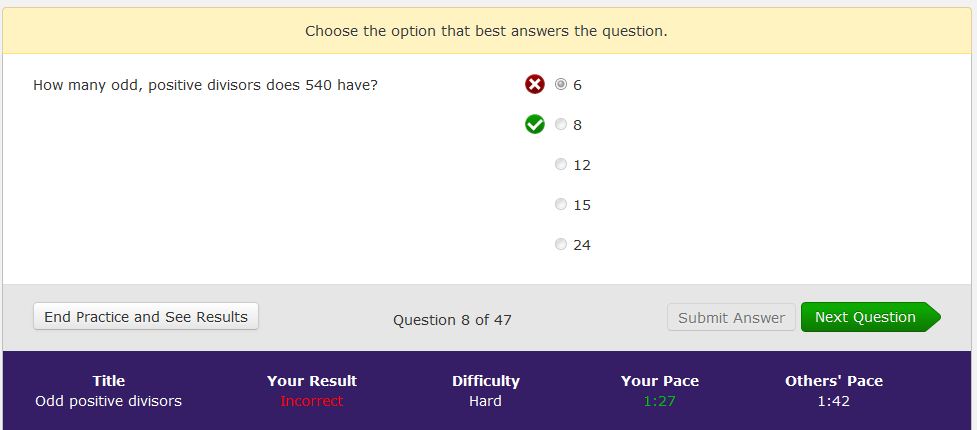 Choose the option that best answers the question.
How many odd, positive divisors does 540 have?
6
8
12
15
24
End Practice and See Results
Question 8 of 47
Submit Answer
Next Question
Title Your Result Difficulty Your Pace Others' Pace
Odd positive divisors Incorrect Hard 1:27 1:42